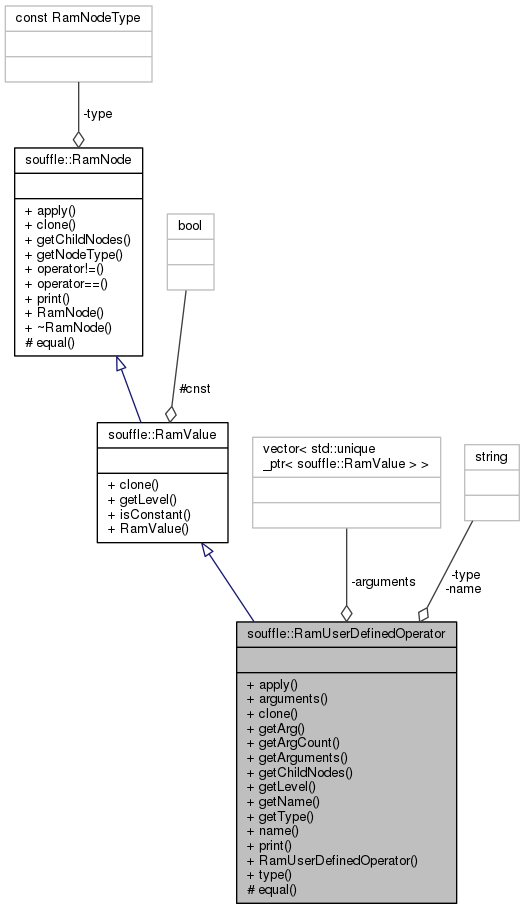 const RamNodeType
-type
souffle::RamNode
+ apply()
+ clone()
+ getChildNodes()
+ getNodeType()
+ operator!=()
+ operator==()
+ print()
+ RamNode()
+ ~RamNode()
# equal()
bool
#cnst
souffle::RamValue
+ clone()
+ getLevel()
+ isConstant()
+ RamValue()
vector< std::unique
_ptr< souffle::RamValue > >
-arguments
string
-type
-name
souffle::RamUserDefinedOperator
+ apply()
+ arguments()
+ clone()
+ getArg()
+ getArgCount()
+ getArguments()
+ getChildNodes()
+ getLevel()
+ getName()
+ getType()
+ name()
+ print()
+ RamUserDefinedOperator()
+ type()
# equal()